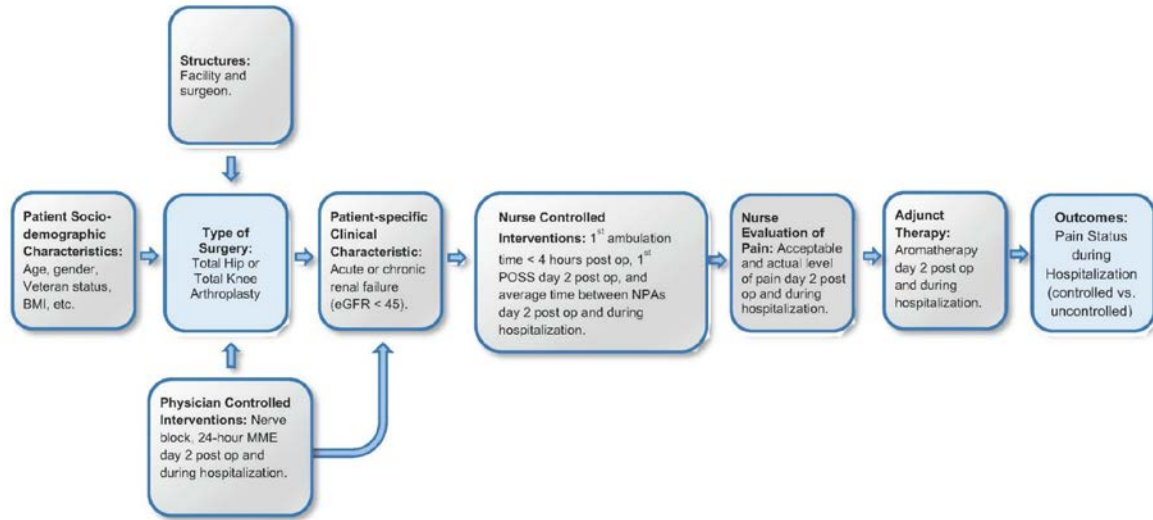 Structures:
Facility and
surgeon.
Patient Socio-
demographic
Characteristics:
Age, gender,
Veteran status,
BMI, etc.
Type of
Surgery:
Total Hip or
Total Knee
Arthroplasty
Patient-specific
Clinical
Characteristic:
Acute or chronic
renal failure
(eGFR < 45).
Nurse Controlled
Interventions: 1st ambulation
time < 4 hours post op, 1st
POSS day 2 post op, and
average time between NPAs
day 2 post op and during
hospitalization.
Nurse
Evaluation of
Pain: Acceptable
and actual level
of pain day 2 post
op and during
hospitalization.
Adjunct
Therapy:
Aromatherapy
day 2 post op
and during
hospitalization.
Outcomes:
Pain Status
during
Hospitalization
(controlled vs.
uncontrolled)
Physician Controlled
Interventions: Nerve
block, 24-hour MME
day 2 post op and
during hospitalization.